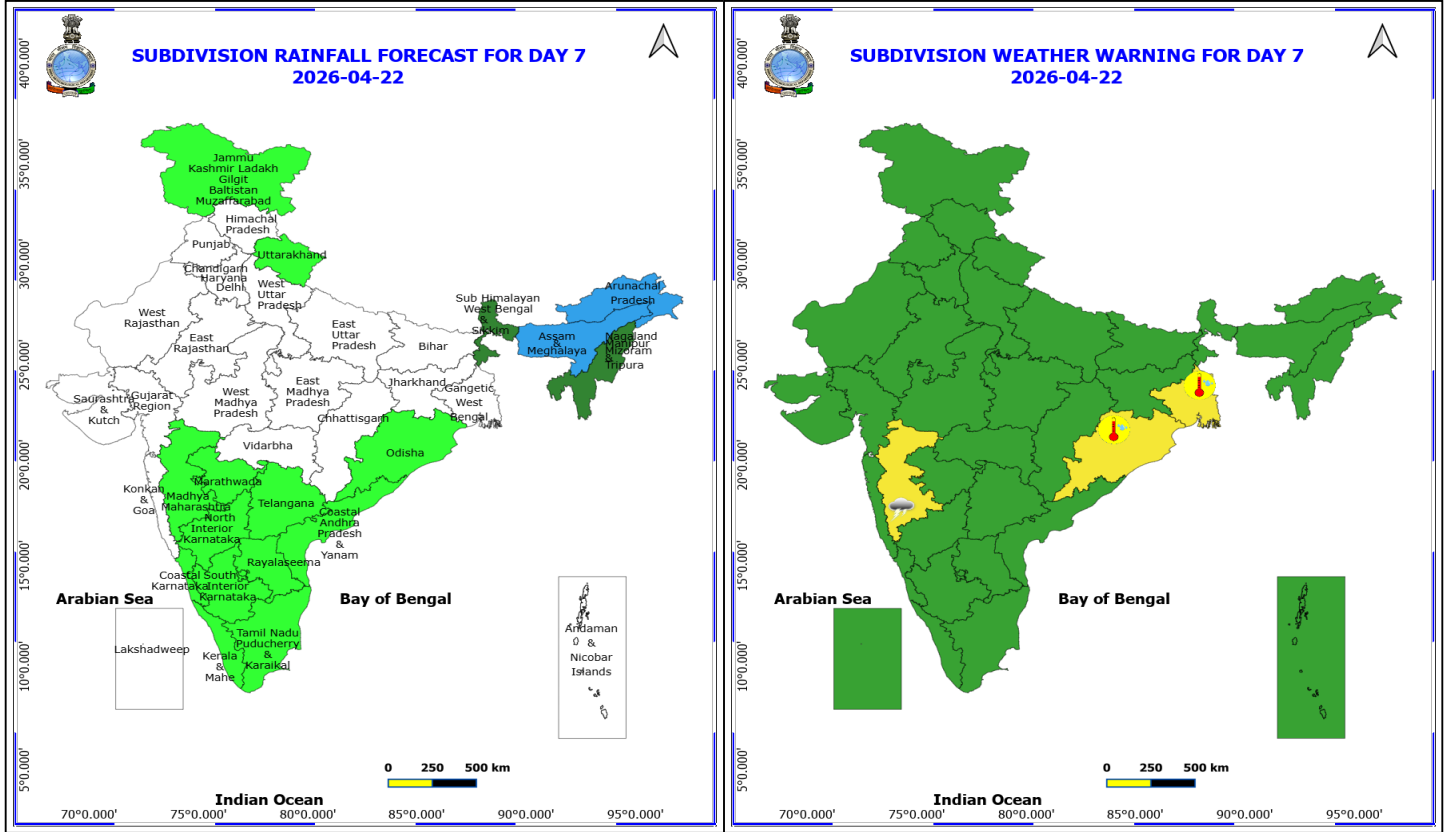 SUBDIVISION RAINFALL FORECAST FOR DAY 7
2026-04-22
40°0.000'
35°0.000'
30°0.000'
25°0.000'
20°0.000'
15°0.000'
10°0.000'
5°0.000'
Jammu
Kashmir Ladakh
Gilgit
Baltistan
Muzaffarabad
Himachal
Pradesh
Punjab
Uttarakhand
Chandigarh
Haryana
Delhi
West
Uttar
Pradesh
Arunachal
Pradesh
Sub Himalayan
West Bengal
&
Sikkim
West
Rajasthan
East
Rajasthan
East
Uttar
Pradesh
Bihar
Assam
&
Meghalaya
Nagaland
Manipur
Mizoram
&
Tripura
Saurashtra
&
Kutch
Gujarat
Region
West
Madhya
Pradesh
East
Madhya
Pradesh
Jharkhand
Gangetic
West
Bengal
Chhattisgarh
Vidarbha
Odisha
Konkan
&
Goa
Madhya
Maharashtra
Marathwada
Telangana
North
Interior
Karnataka
Coastal
Andhra
Pradesh
&
Yanam
Rayalaseema
Coastal
Karnataka
South
Interior
Karnataka
Arabian Sea
Bay of Bengal
Lakshadweep
Kerala
&
Mahe
Tamil Nadu
Puducherry
&
Karaikal
Andaman
&
Nicobar
Islands
0 250 500 km
Indian Ocean
70°0.000' 75°0.000' 80°0.000' 85°0.000' 90°0.000' 95°0.000'
SUBDIVISION WEATHER WARNING FOR DAY 7
2026-04-22
40°0.000'
35°0.000'
30°0.000'
25°0.000'
20°0.000'
15°0.000'
10°0.000'
5°0.000'
Arabian Sea
Bay of Bengal
0 250 500 km
Indian Ocean
70°0.000' 75°0.000' 80°0.000' 85°0.000' 90°0.000' 95°0.000'